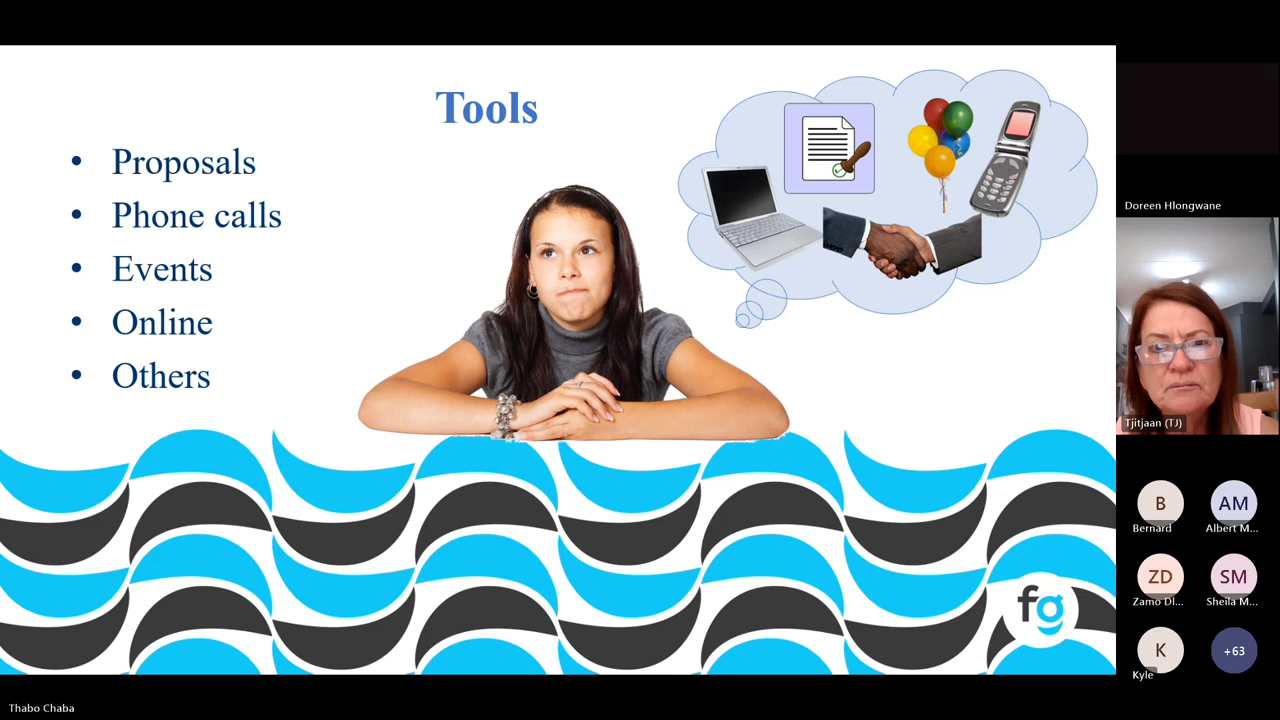 Tools
• Proposals
• Phone calls
• Events
• Online
• Others
fg
Doreen Hlongwane
Tjitjaan (TJ)
B
AM
Bernard
Albert M...
ZD
SM
Zamo Dl...
Sheila M...
K
+63
Kyle
Thabo Chaba